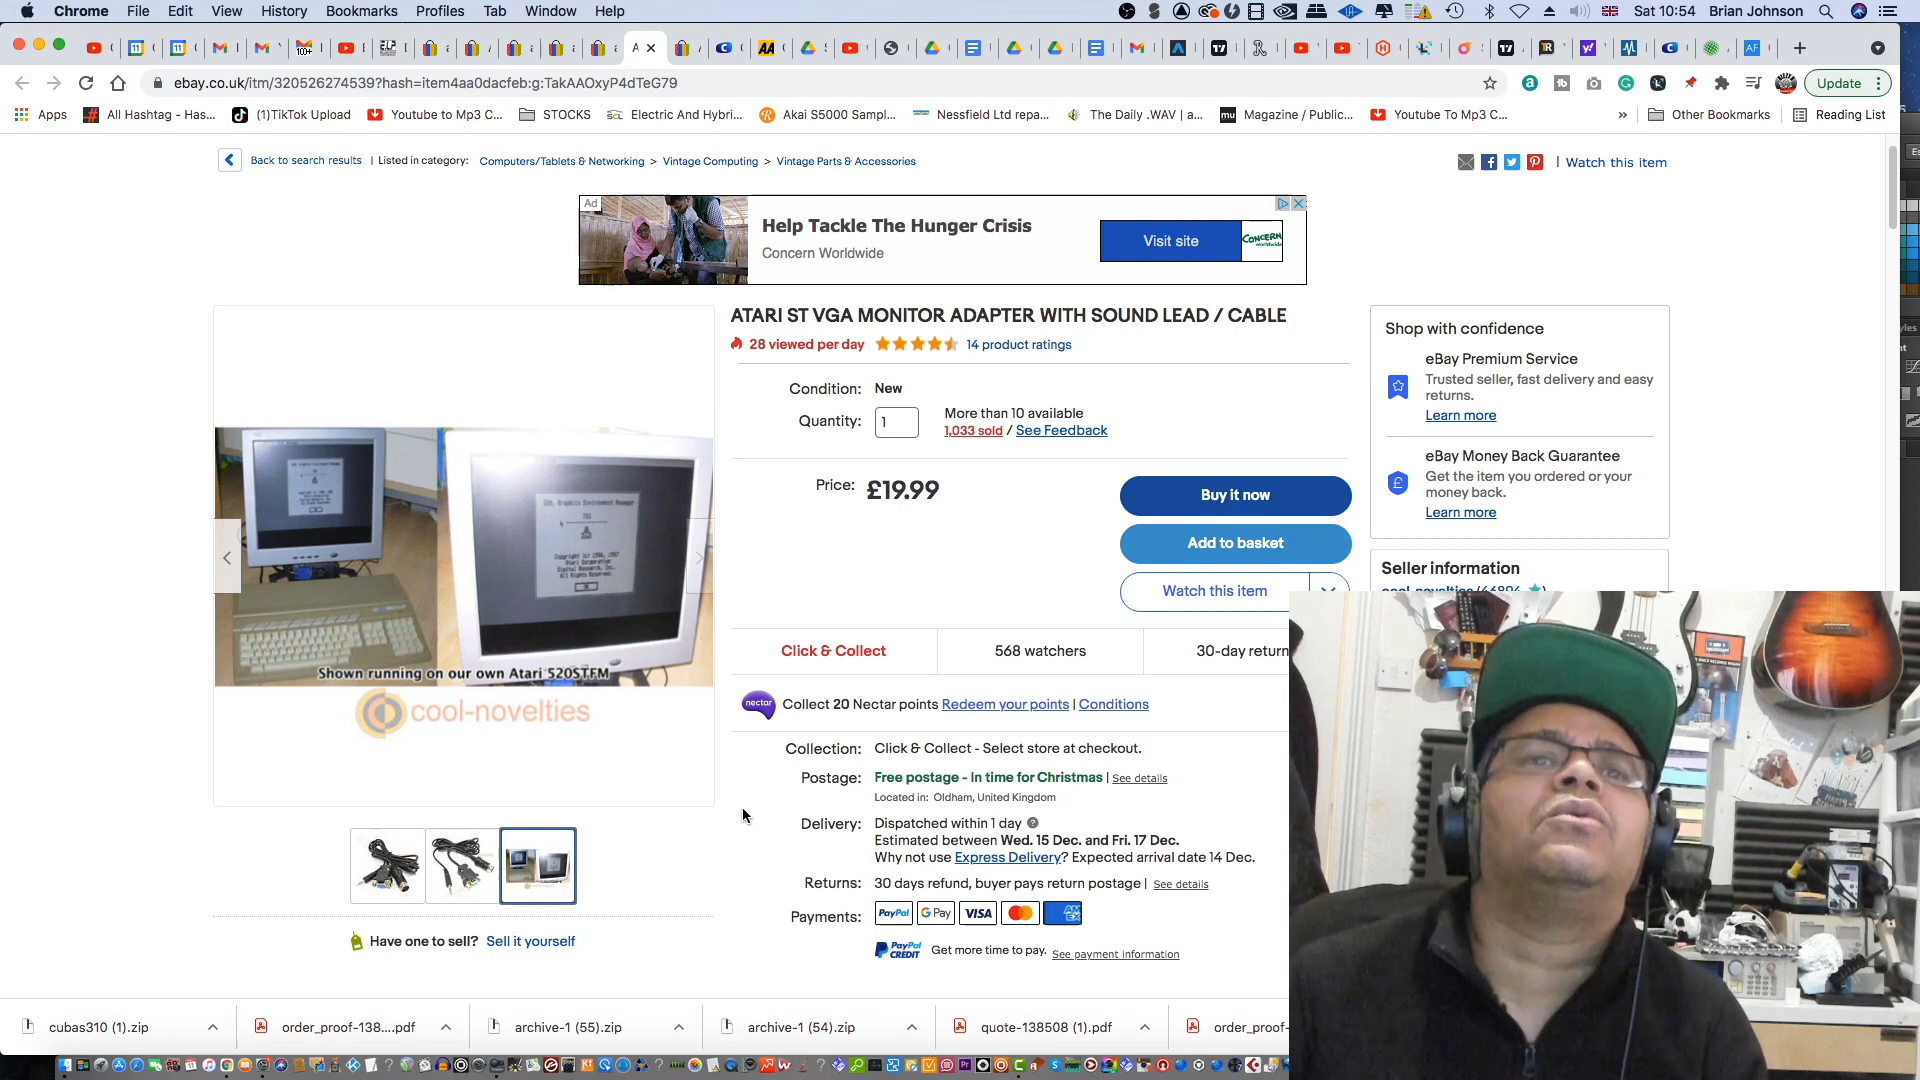 Chrome File Edit View History Bookmarks Profiles Tab Window Help
Sat 10:54 Brian Johnson
100+
ebay.co.uk/itm/320526274539?hash=item4aa0dacfeb:g:TakAAOxyP4dTeG79
Update
Apps All Hashtag - Has... (1)TikTok Upload Youtube to Mp3 C... STOCKS Electric And Hybri... Akai S5000 Sampl... Nessfield Ltd repa... The Daily .WAV | a... Magazine / Public... Youtube To Mp3 C... » Other Bookmarks Reading List
Back to search results | Listed in category: Computers/Tablets & Networking > Vintage Computing > Vintage Parts & Accessories
| Watch this item
Ad
Help Tackle The Hunger Crisis
Concern Worldwide
Visit site
CONCERN
worldwide
ATARI ST VGA MONITOR ADAPTER WITH SOUND LEAD / CABLE
28 viewed per day 14 product ratings
Condition: New
Quantity: 1
More than 10 available
1,033 sold / See Feedback
Price: £19.99
Buy it now
Add to basket
Watch this item
Shop with confidence
eBay Premium Service
Trusted seller, fast delivery and easy
returns.
Learn more
eBay Money Back Guarantee
Get the item you ordered or your
money back.
Learn more
Seller information
Shown running on our own Atari 520STFM
cool-novelties
Click & Collect 568 watchers 30-day return
nectar Collect 20 Nectar points Redeem your points | Conditions
Collection: Click & Collect - Select store at checkout.
Postage: Free postage - In time for Christmas | See details
Located in: Oldham, United Kingdom
Delivery: Dispatched within 1 day
Estimated between Wed. 15 Dec. and Fri. 17 Dec.
Why not use Express Delivery? Expected arrival date 14 Dec.
Returns: 30 days refund, buyer pays return postage | See details
Payments: PayPal G Pay VISA AMEX
PayPal CREDIT Get more time to pay. See payment information
Have one to sell? Sell it yourself
cubas310 (1).zip
order_proof-138....pdf
archive-1 (55).zip
archive-1 (54).zip
quote-138508 (1).pdf
order_proof-